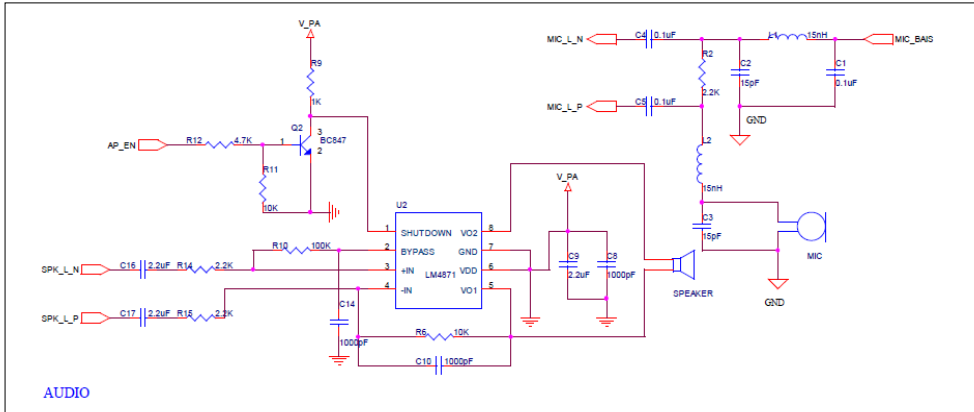 V_PA
R9
1K
Q2
3
BC847
1
2
AP_EN
R12
4.7K
R11
10K
MIC_L_N
C4
0.1uF
L1
15nH
MIC_BAIS
R2
2.2K
C2
15pF
C1
0.1uF
MIC_L_P
C5
0.1uF
GND
L2
15nH
C3
15pF
MIC
GND
V_PA
U2
1
SHUTDOWN
VO2
8
2
BYPASS
GND
7
3
+IN
VDD
6
LM4871
4
-IN
VO1
5
R10
100K
SPK_L_N
C16
2.2uF
R14
2.2K
SPK_L_P
C17
2.2uF
R15
2.2K
C14
1000pF
R6
10K
C10
1000pF
C9
2.2uF
C8
1000pF
SPEAKER
AUDIO